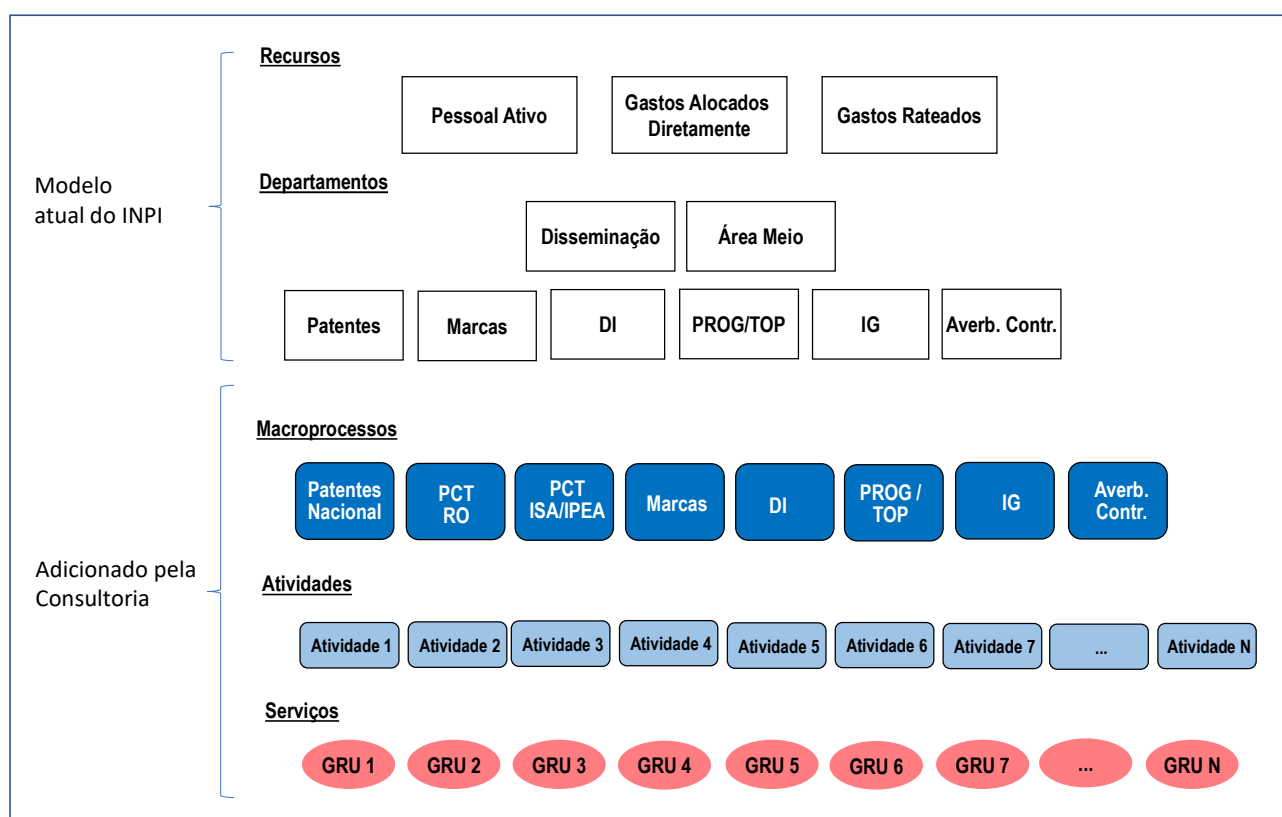 Recursos
Pessoal Ativo
Gastos Alocados
Diretamente
Gastos Rateados
Modelo
atual do INPI
Departamentos
Disseminação
Área Meio
Patentes
Marcas
DI
PROG/TOP
IG
Averb. Contr.
Macroprocessos
Patentes
Nacional
PCT
RO
PCT
ISA/IPEA
Marcas
DI
PROG /
TOP
IG
Averb.
Contr.
Adicionado pela
Consultoria
Atividades
Atividade 1
Atividade 2
Atividade 3
Atividade 4
Atividade 5
Atividade 6
Atividade 7
...
Atividade N
Serviços
GRU 1
GRU 2
GRU 3
GRU 4
GRU 5
GRU 6
GRU 7
...
GRU N